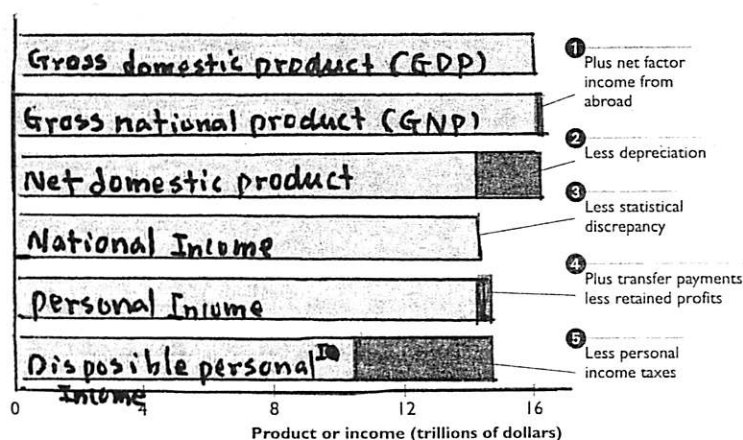 Gross domestic product (GDP)
1
Plus net factor
income from
abroad
Gross national product (GNP)
2
Less depreciation
Net domestic product
3
Less statistical
discrepancy
National Income
4
Plus transfer payments
less retained profits
personal Income
5
Less personal
income taxes
Disposible personal
Income
0 4 8 12 16
Product or income (trillions of dollars)